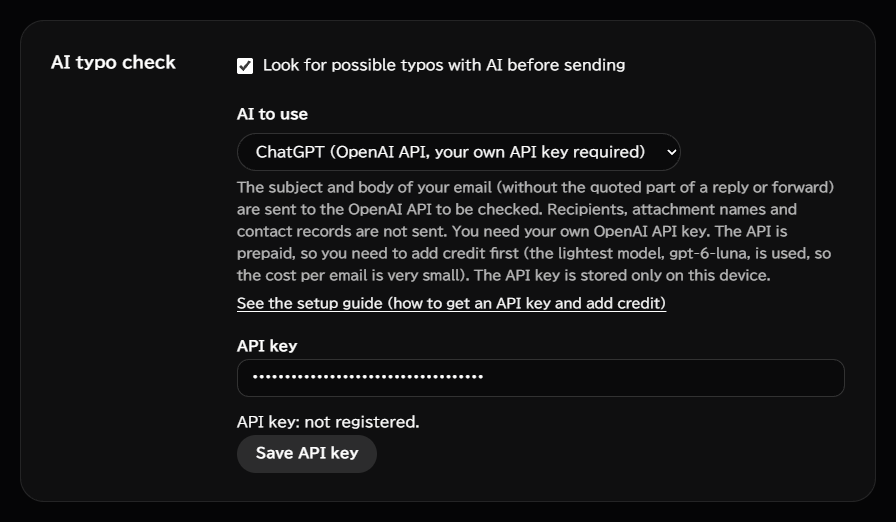 AI typo check
Look for possible typos with AI before sending
AI to use
ChatGPT (OpenAI API, your own API key required)
The subject and body of your email (without the quoted part of a reply or forward)
are sent to the OpenAI API to be checked. Recipients, attachment names and
contact records are not sent. You need your own OpenAI API key. The API is
prepaid, so you need to add credit first (the lightest model, gpt-6-luna, is used, so
the cost per email is very small). The API key is stored only on this device.
See the setup guide (how to get an API key and add credit)
API key
••••••••••••••••••••••••••••••••••••
API key: not registered.
Save API key